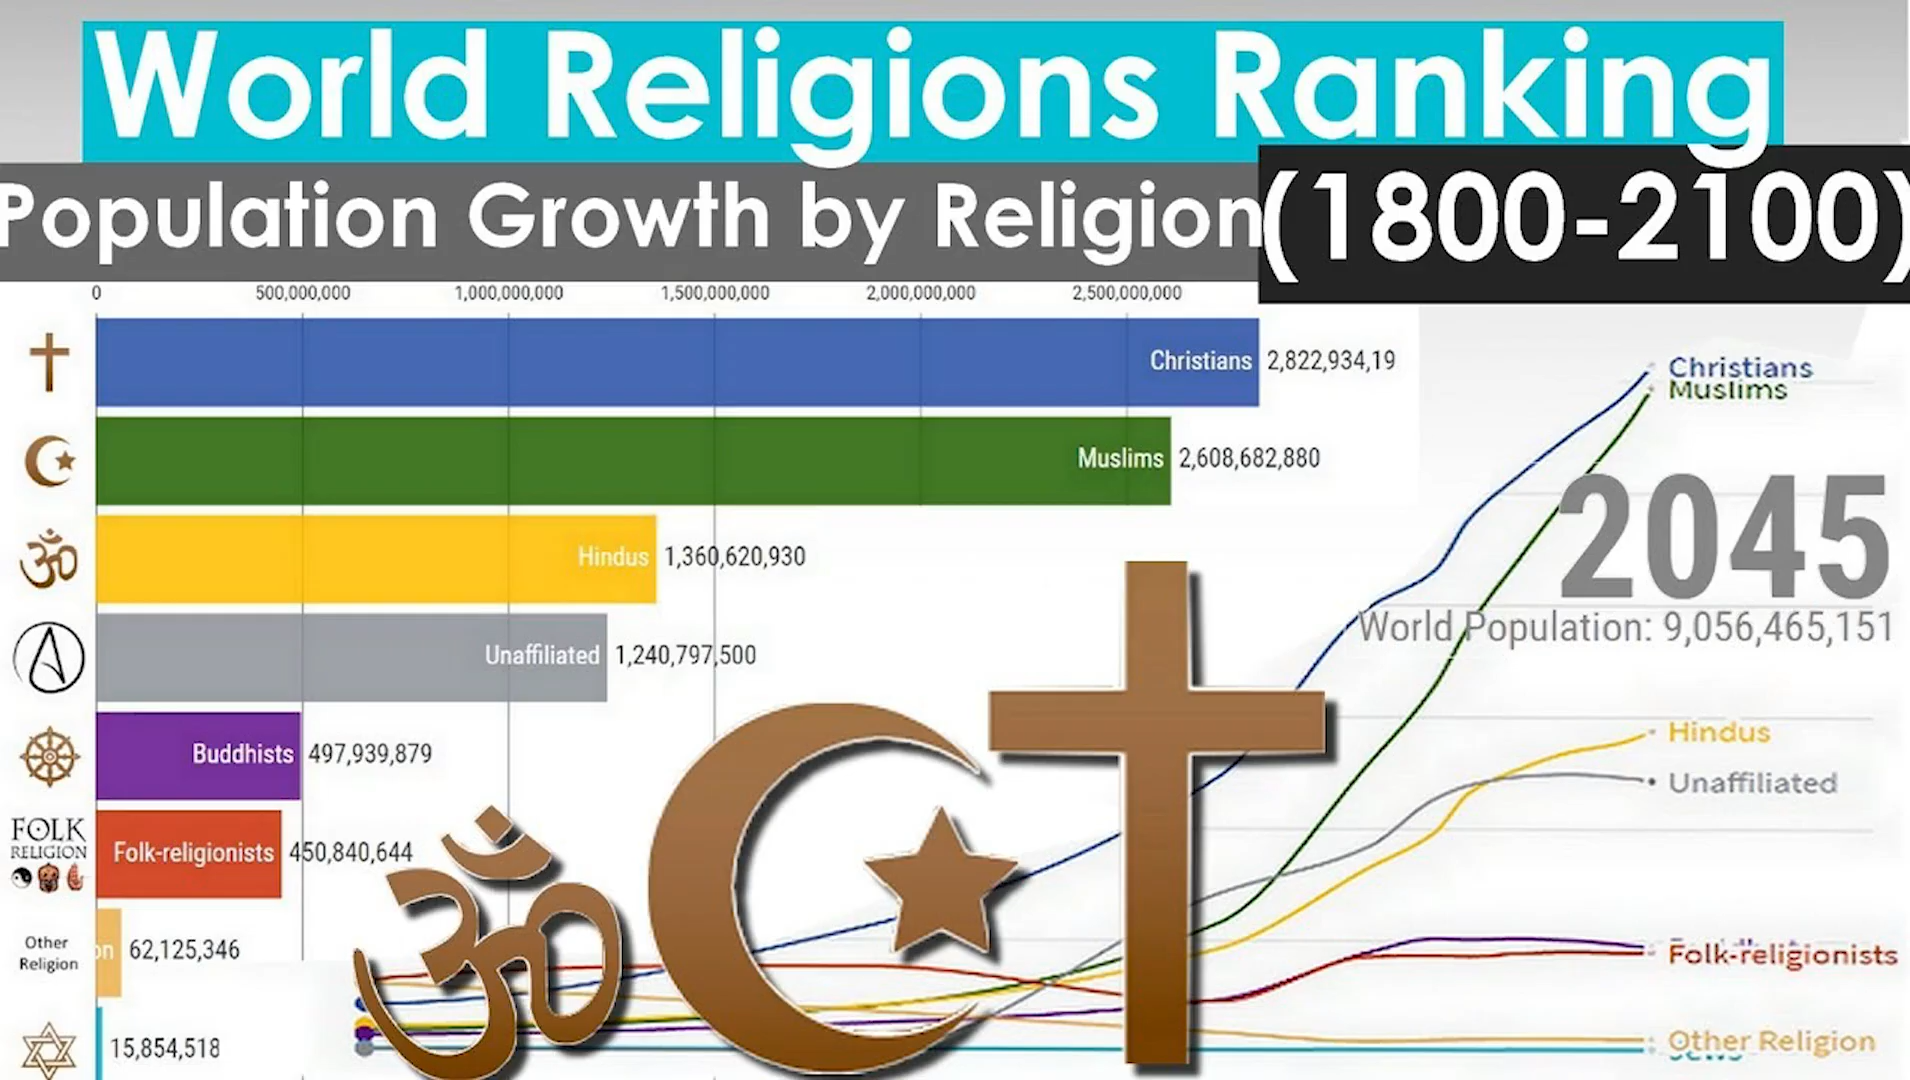 World Religions Ranking
Population Growth by Religion
(1800-2100)
0 500,000,000 1,000,000,000 1,500,000,000 2,000,000,000 2,500,000,000
Christians 2,822,934,19
Muslims 2,608,682,880
Hindus 1,360,620,930
Unaffiliated 1,240,797,500
Buddhists 497,939,879
FOLK
RELIGION
Folk-religionists 450,840,644
Other
Religion
on 62,125,346
15,854,518
Christians
Muslims
2045
World Population: 9,056,465,151
Hindus
Unaffiliated
Folk-religionists
Other Religion